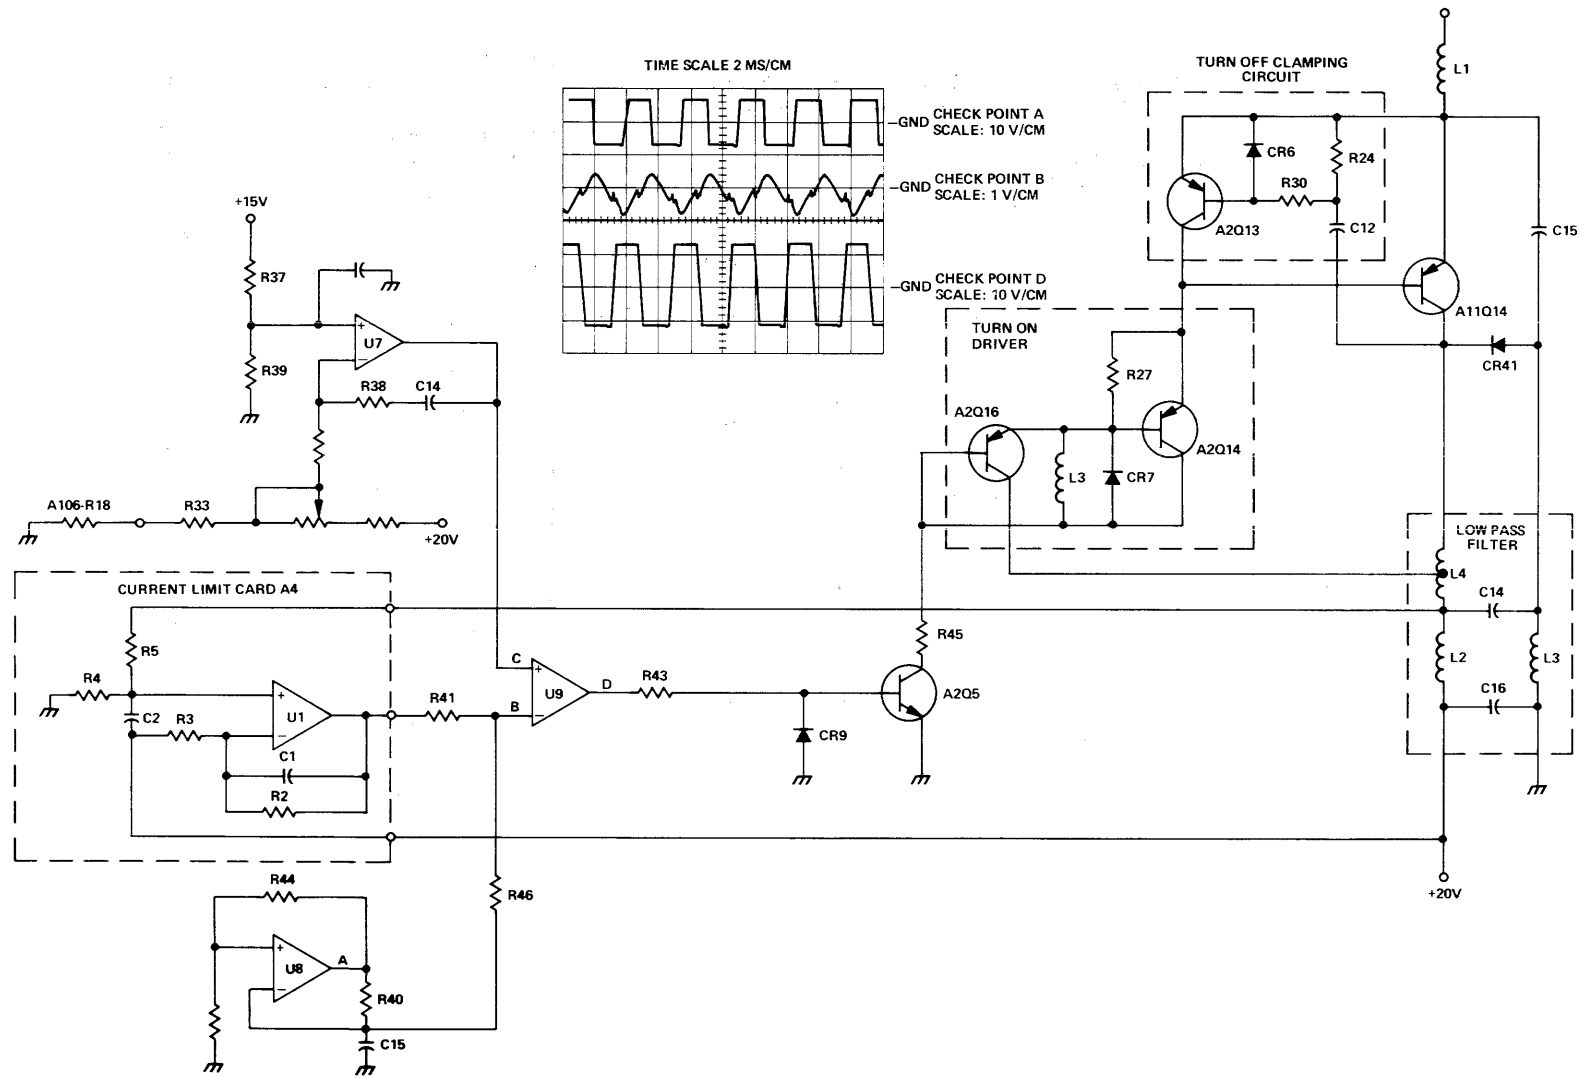 TIME SCALE 2 MS/CM
GND CHECK POINT A
SCALE: 10 V/CM
GND CHECK POINT B
SCALE: 1 V/CM
GND CHECK POINT D
SCALE: 10 V/CM
TURN OFF CLAMPING
CIRCUIT
L1
CR6
R24
R30
A2Q13
C12
C15
A11Q14
CR41
TURN ON
DRIVER
R27
A2Q16
A2Q14
L3
CR7
+15V
R37
R39
+
U7
−
R38
C14
A106-R18
R33
+20V
CURRENT LIMIT CARD A4
R5
R4
C2
R3
+
U1
−
C1
R2
R41
C
B
+
U9
−
D
R43
CR9
R45
A2Q5
LOW PASS
FILTER
L4
C14
L2
L3
C16
+20V
R44
+
U8
−
A
R40
C15
R46